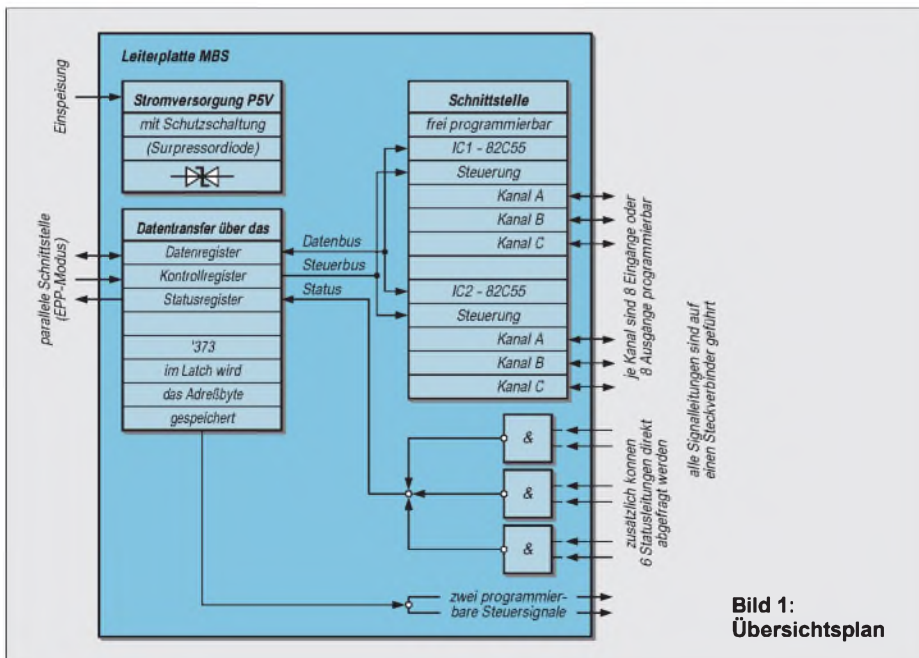 Leiterplatte MBS
Einspeisung
Stromversorgung P5V
mit Schutzschaltung
(Surpressordiode)
parallele Schnittstelle
(EPP-Modus)
Datentransfer über das
Datenregister
Kontrollregister
Statusregister
'373
im Latch wird
das Adreßbyte
gespeichert
Datenbus
Steuerbus
Status
Schnittstelle
frei programmierbar
IC1 - 82C55
Steuerung
Kanal A
Kanal B
Kanal C
IC2 - 82C55
Steuerung
Kanal A
Kanal B
Kanal C
je Kanal sind 8 Eingänge oder
8 Ausgänge programmierbar
alle Signalleitungen sind auf
einen Steckverbinder geführt
&
&
&
zusätzlich können
6 Statusleitungen direkt
abgefragt werden
zwei programmier-
bare Steuersignale
Bild 1:
Übersichtsplan